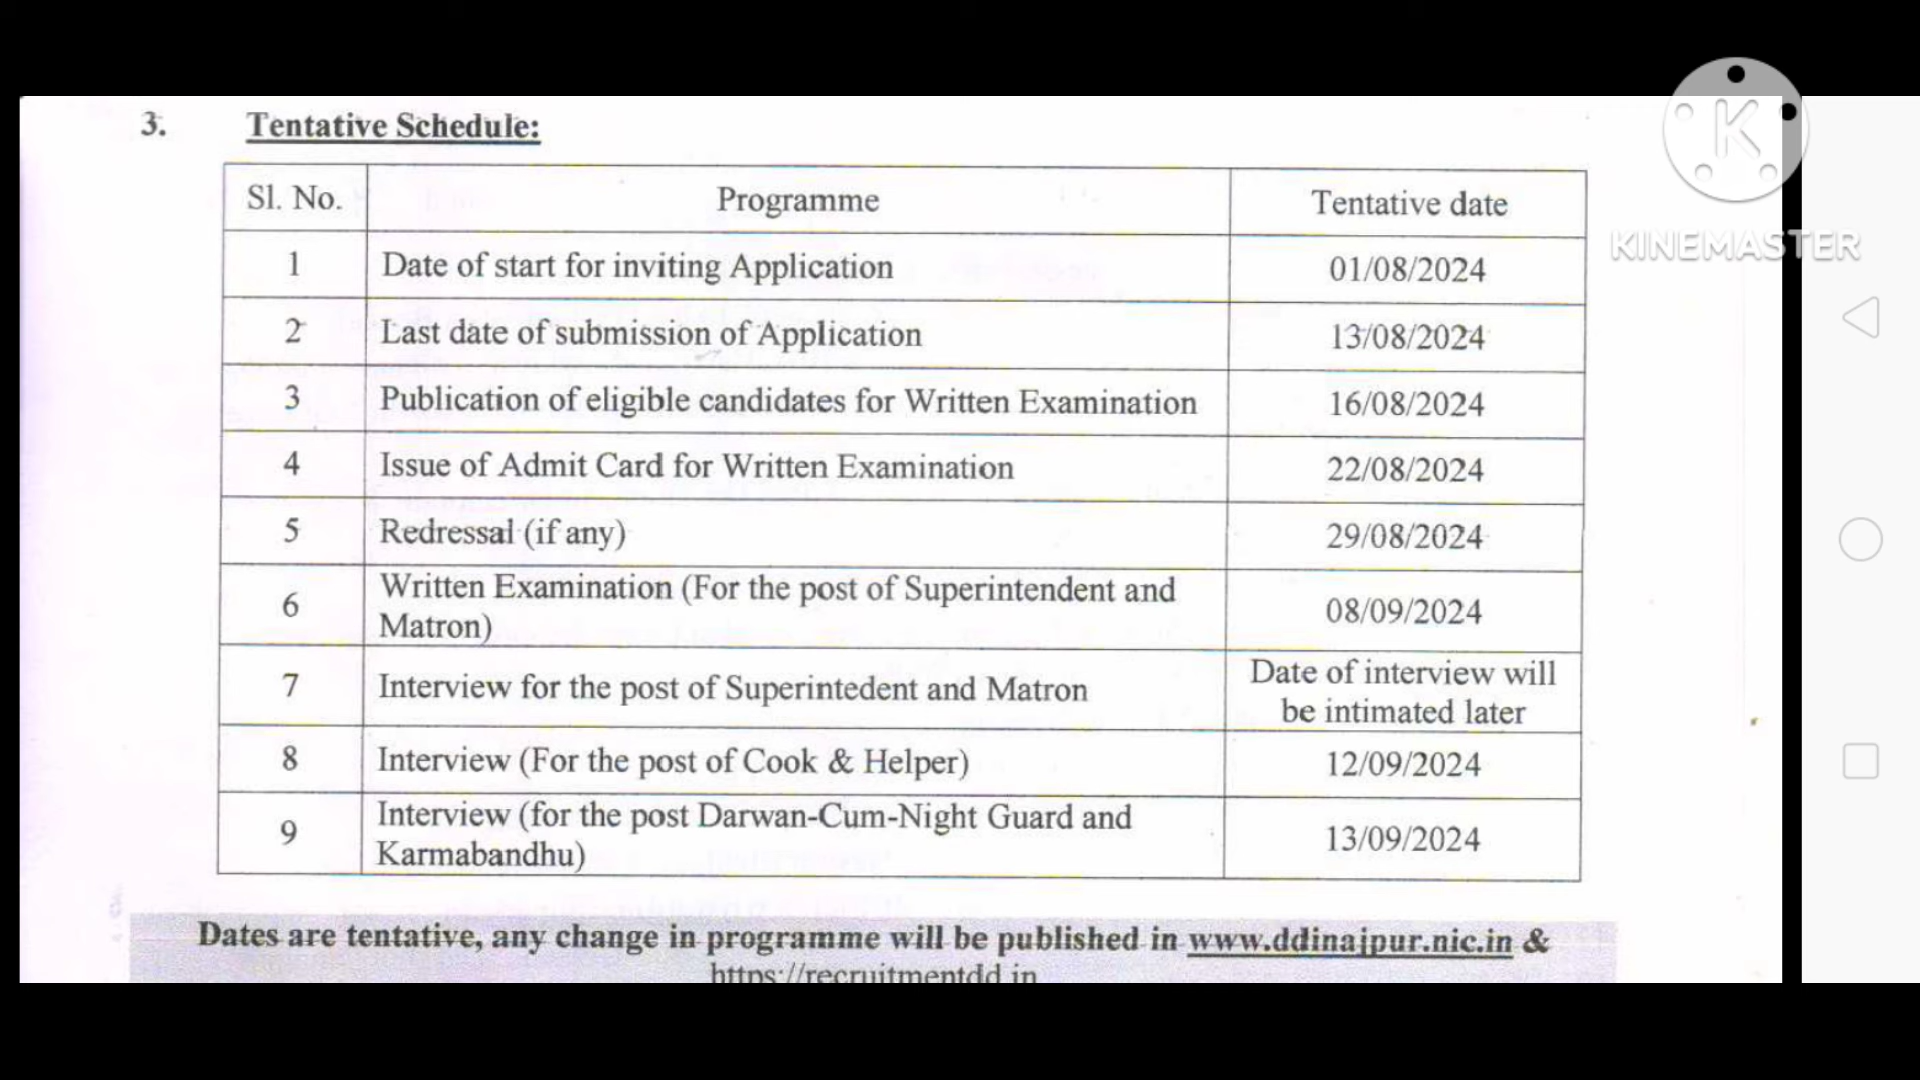 3. Tentative Schedule:
Sl. No. Programme Tentative date
1 Date of start for inviting Application 01/08/2024
2 Last date of submission of Application 13/08/2024
3 Publication of eligible candidates for Written Examination 16/08/2024
4 Issue of Admit Card for Written Examination 22/08/2024
5 Redressal (if any) 29/08/2024
6 Written Examination (For the post of Superintendent and
Matron) 08/09/2024
7 Interview for the post of Superintedent and Matron Date of interview will
be intimated later
8 Interview (For the post of Cook & Helper) 12/09/2024
9 Interview (for the post Darwan-Cum-Night Guard and
Karmabandhu) 13/09/2024
Dates are tentative, any change in programme will be published in www.ddinajpur.nic.in &
https://recruitmentdd.in
K
KINEMASTER